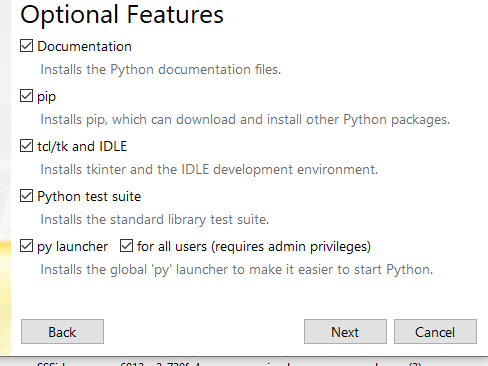 Optional Features
Documentation
Installs the Python documentation files.
pip
Installs pip, which can download and install other Python packages.
tcl/tk and IDLE
Installs tkinter and the IDLE development environment.
Python test suite
Installs the standard library test suite.
py launcher for all users (requires admin privileges)
Installs the global 'py' launcher to make it easier to start Python.
Back Next Cancel